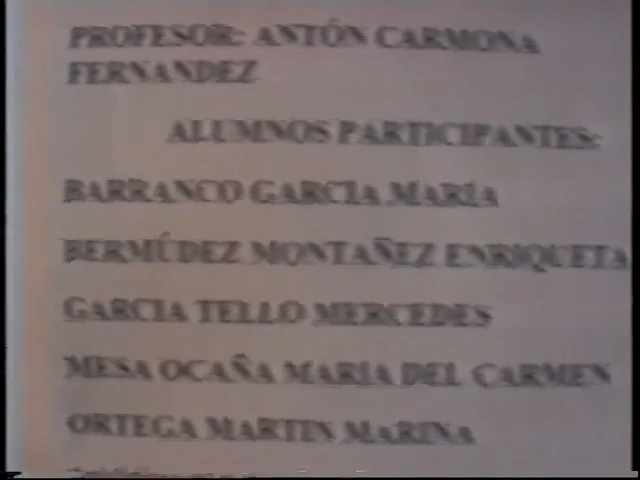 PROFESOR: ANTÓN CARMONA
FERNANDEZ
ALUMNOS PARTICIPANTES:
BARRANCO GARCIA MARÍA
BERMÚDEZ MONTAÑEZ ENRIQUETA
GARCIA TELLO MERCEDES
MESA OCAÑA MARIA DEL CARMEN
ORTEGA MARTIN MARINA